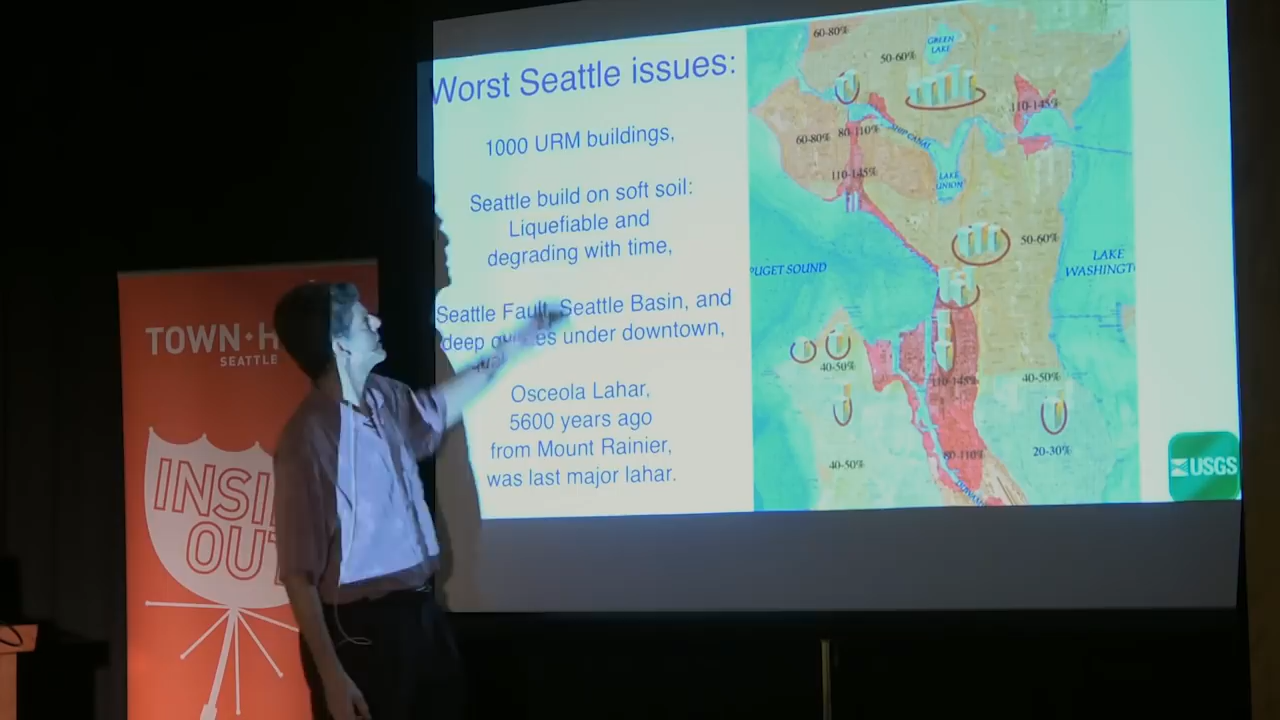 Worst Seattle issues:
1000 URM buildings,
Seattle build on soft soil:
Liquefiable and
degrading with time,
Seattle Fault, Seattle Basin, and
deep under downtown,
Osceola Lahar,
5600 years ago
from Mount Rainier,
was last major lahar.
60-80%
GREEN
LAKE
50-60%
110-145%
60-80%
80-110%
SHIP CANAL
110-145%
LAKE
UNION
50-60%
PUGET SOUND
LAKE
WASHINGT
40-50%
110-145%
40-50%
80-110%
20-30%
40-50%
USGS
TOWN H
SEATTLE
INSI
OUT